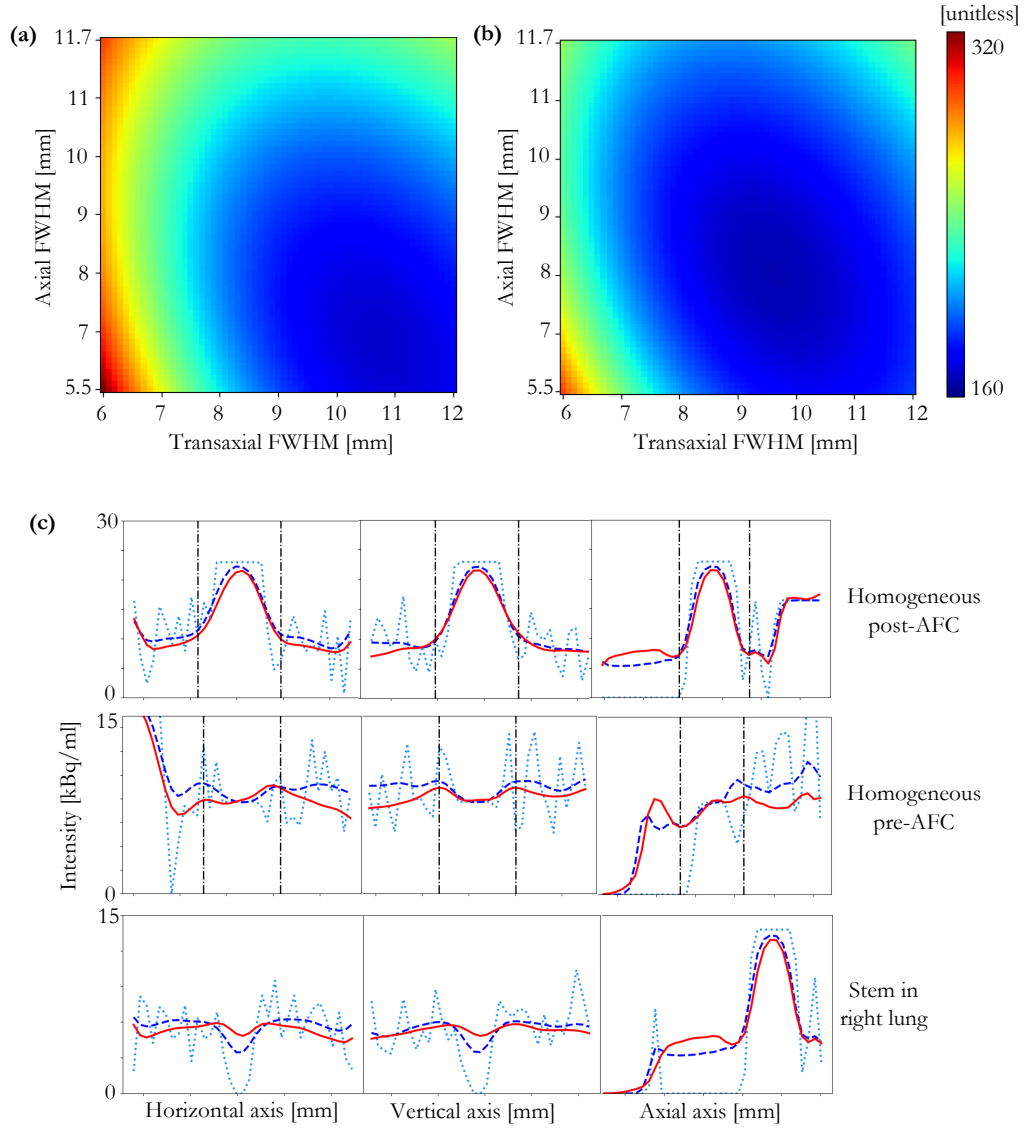 [unitless]
(a)
(b)
320
160
11.7
11
10
9
8
7
5.5
Axial FWHM [mm]
6 7 8 9 10 11 12
Transaxial FWHM [mm]
11.7
11
10
9
8
7
5.5
Axial FWHM [mm]
6 7 8 9 10 11 12
Transaxial FWHM [mm]
(c)
30
0
Homogeneous
post-AFC
15
0
Intensity [kBq/ml]
Homogeneous
pre-AFC
15
0
Stem in
right lung
Horizontal axis [mm]
Vertical axis [mm]
Axial axis [mm]